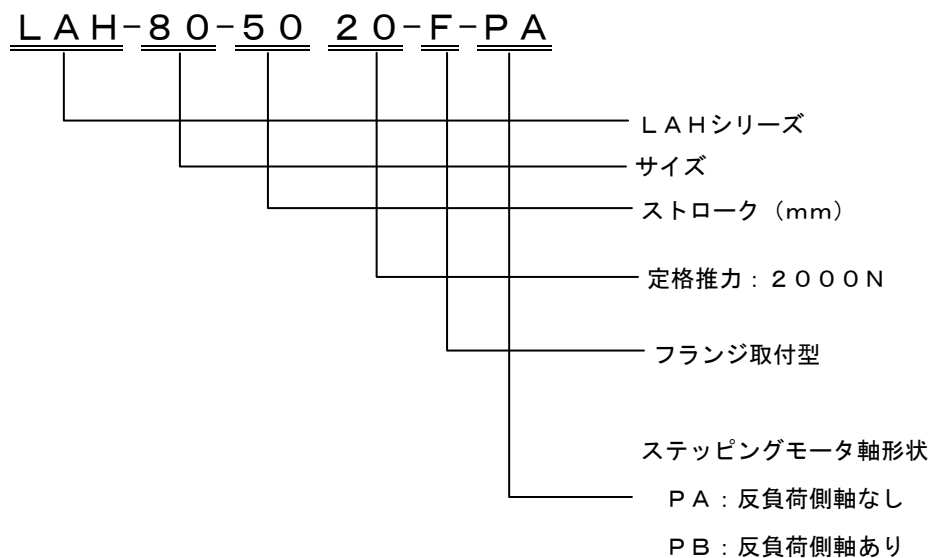 ＬＡＨ-８０-５０ ２０-Ｆ-ＰＡ
ＬＡＨシリーズ
サイズ
ストローク（ｍｍ）
定格推力：２０００Ｎ
フランジ取付型
ステッピングモータ軸形状
ＰＡ：反負荷側軸なし
ＰＢ：反負荷側軸あり